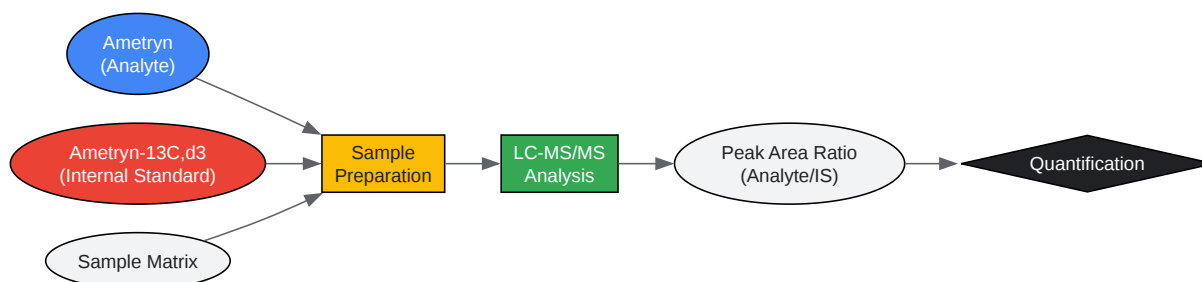 Ametryn
(Analyte)
Ametryn-13C,d3
(Internal Standard)
Sample Matrix
Sample
Preparation
LC-MS/MS
Analysis
Peak Area Ratio
(Analyte/IS)
Quantification